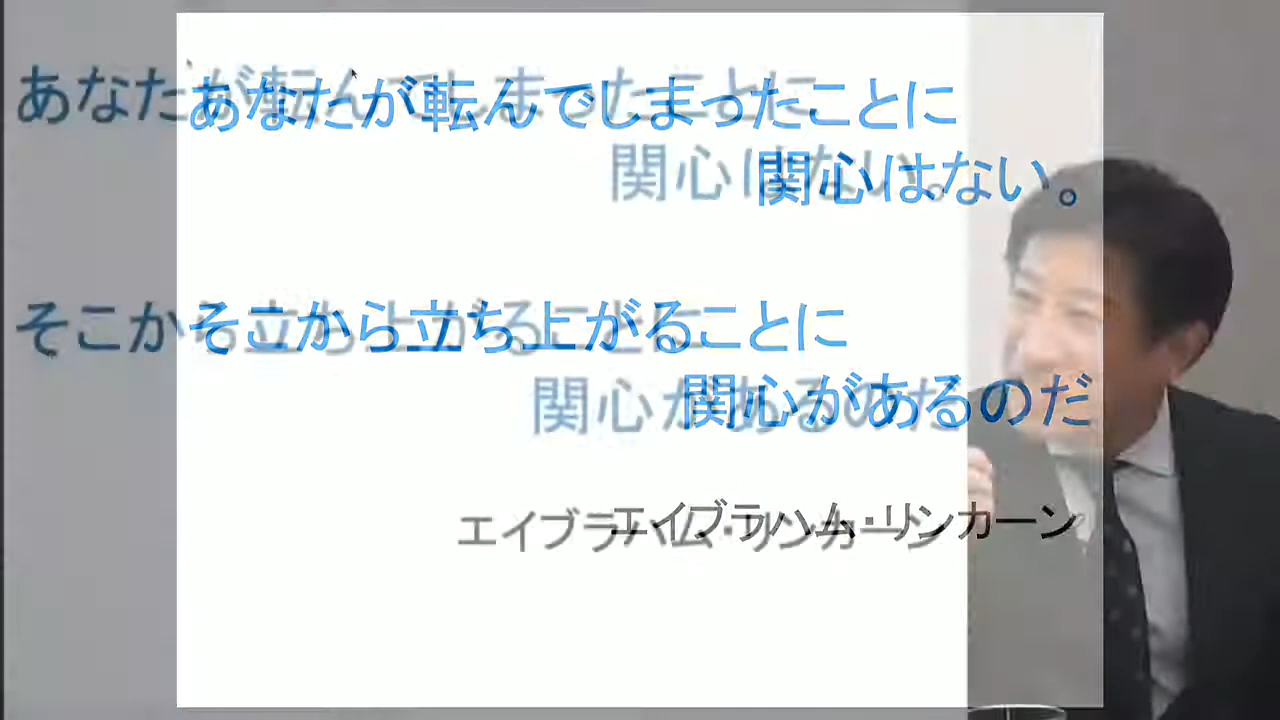 あなたが転んでしまったことに
関心はない。
そこから立ち上がることに
関心があるのだ
エイブラハム・リンカーン